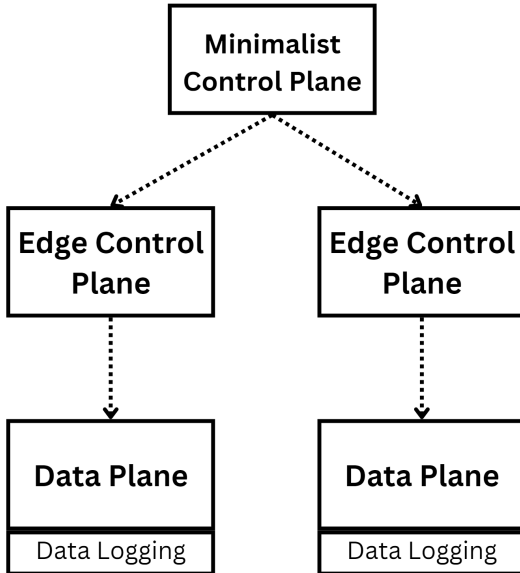 Minimalist
Control Plane
Edge Control
Plane
Edge Control
Plane
Data Plane
Data Logging
Data Plane
Data Logging